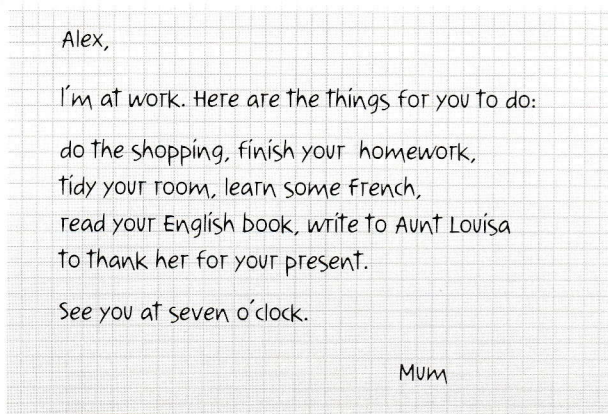 Alex,
I'm at work. Here are the things for you to do:
do the shopping, finish your homework,
tidy your room, learn some French,
read your English book, write to Aunt Louisa
to thank her for your present.
See you at seven o'clock.
Mum